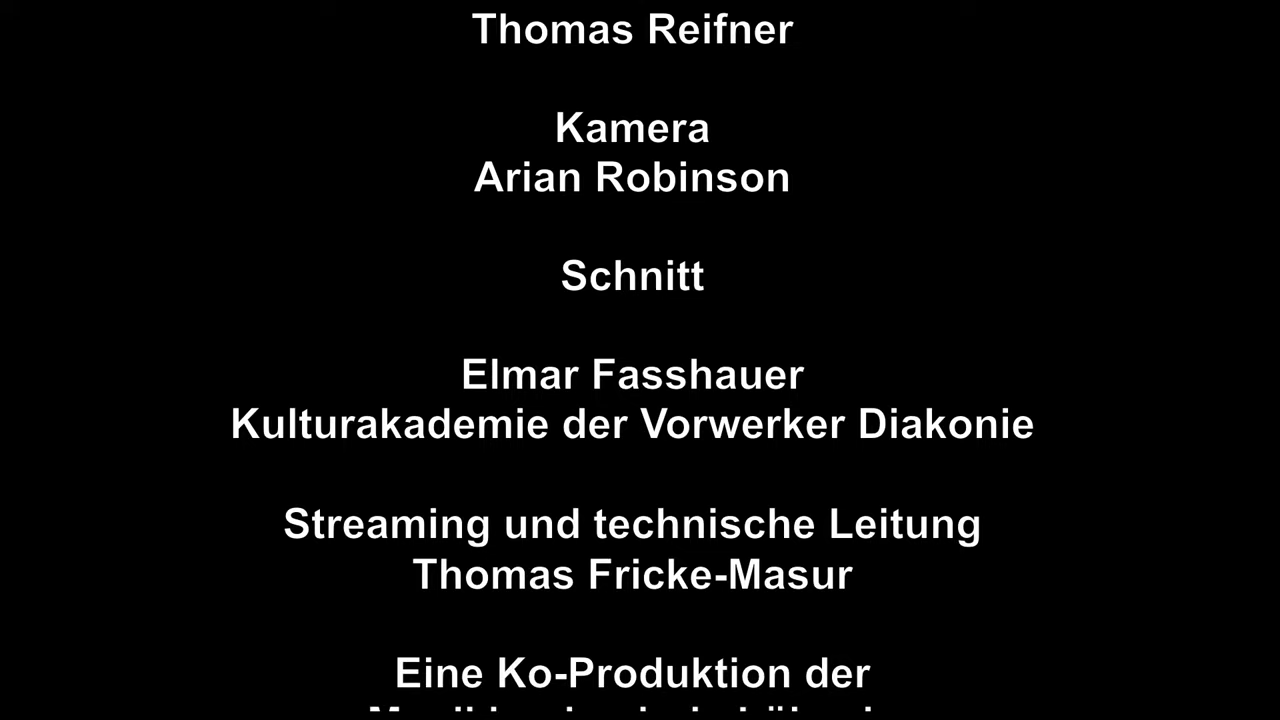 Thomas Reifner
Kamera
Arian Robinson
Schnitt
Elmar Fasshauer
Kulturakademie der Vorwerker Diakonie
Streaming und technische Leitung
Thomas Fricke-Masur
Eine Ko-Produktion der